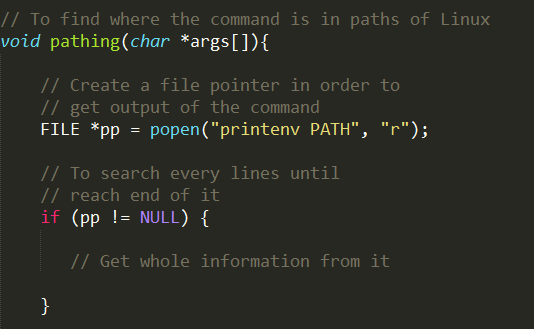 // To find where the command is in paths of Linux
void pathing(char *args[]){
// Create a file pointer in order to
// get output of the command
FILE *pp = popen("printenv PATH", "r");
// To search every lines until
// reach end of it
if (pp != NULL) {
// Get whole information from it
}